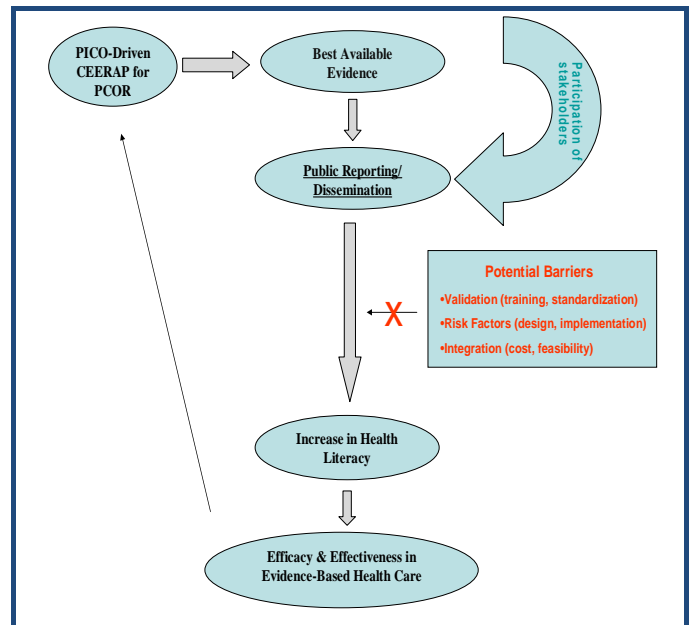 PICO-Driven
CEERAP for
PCOR
Best Available
Evidence
Participation of
stakeholders
Public Reporting/
Dissemination
Potential Barriers
•Validation (training, standardization)
•Risk Factors (design, implementation)
•Integration (cost, feasibility)
X
Increase in Health
Literacy
Efficacy & Effectiveness in
Evidence-Based Health Care